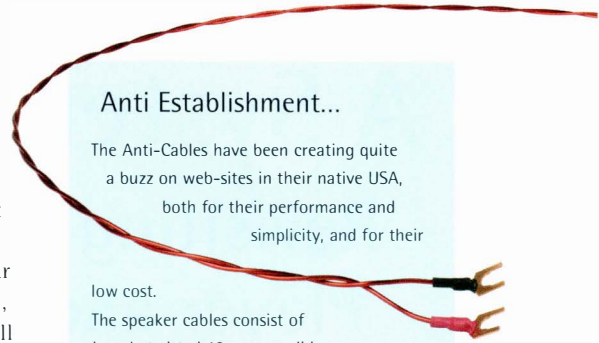 Anti Establishment...
The Anti-Cables have been creating quite
a buzz on web-sites in their native USA,
both for their performance and
simplicity, and for their
low cost.
The speaker cables consist of